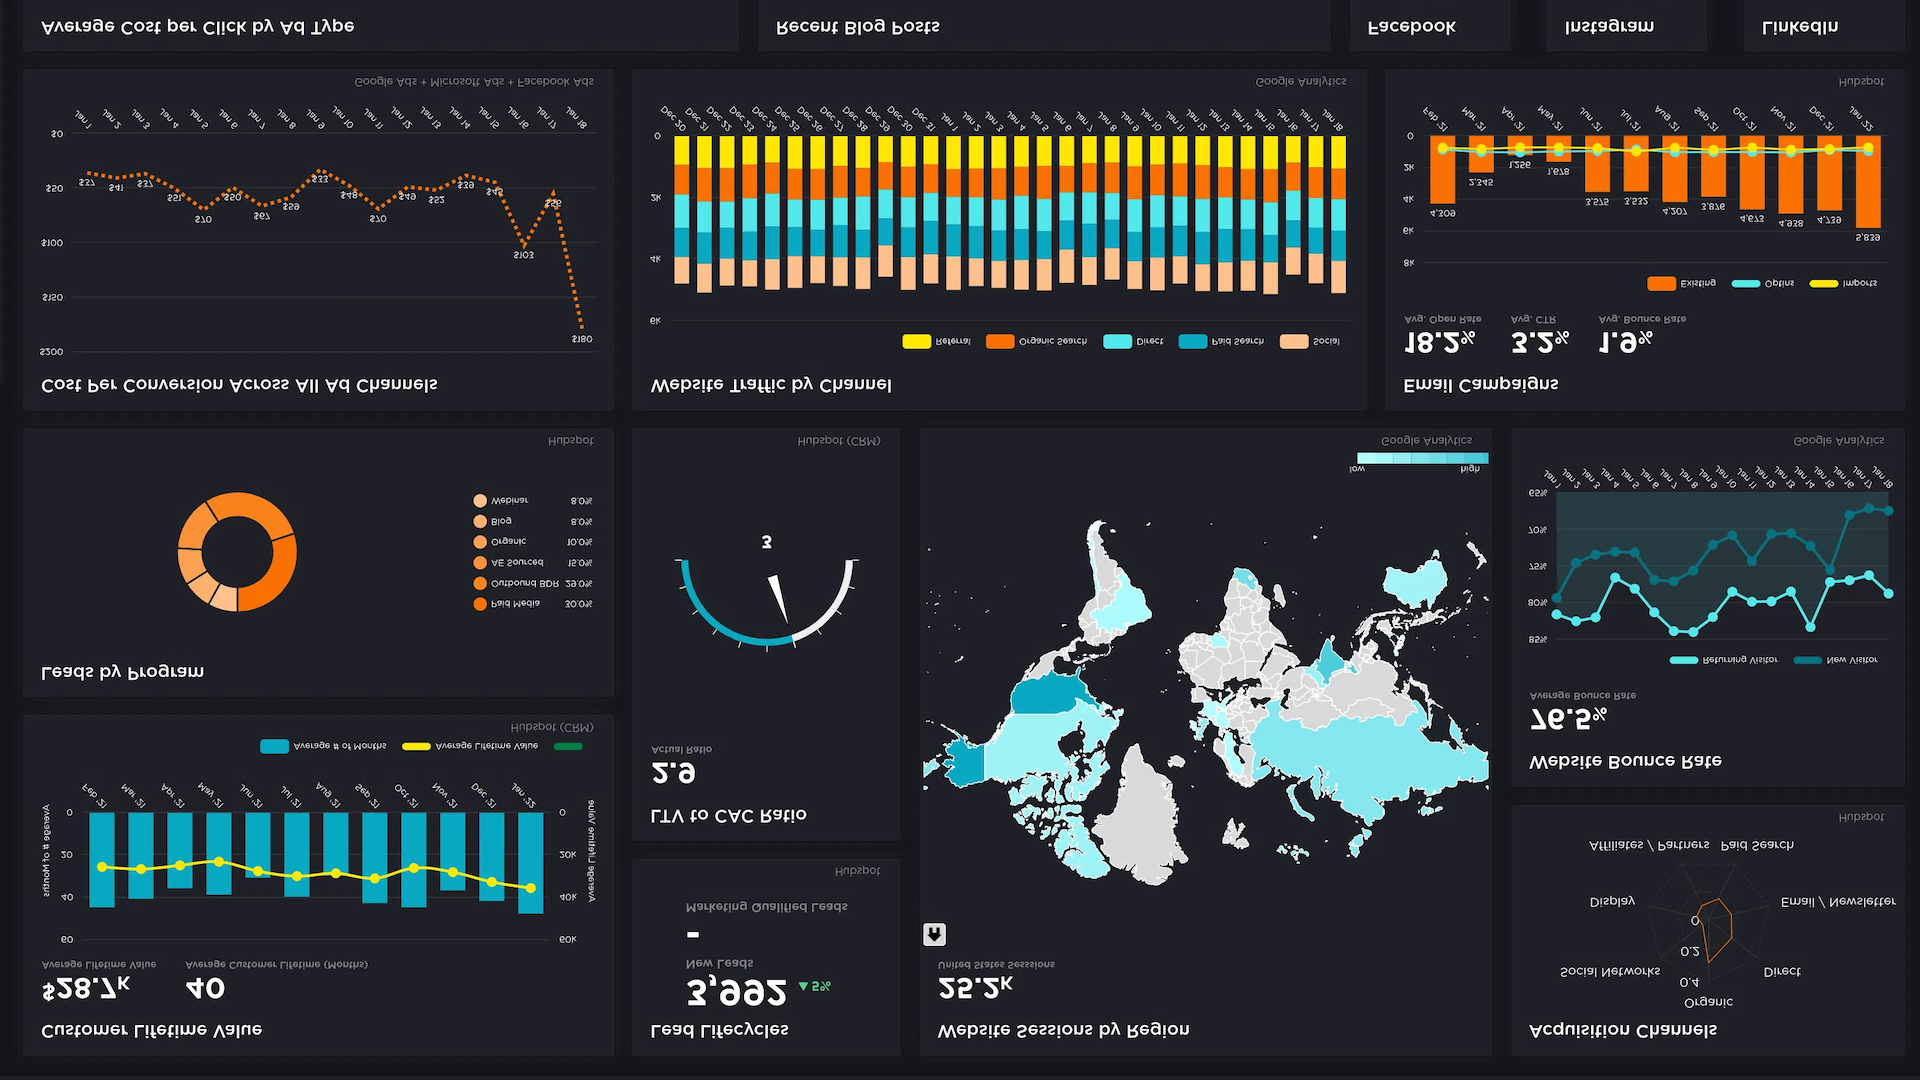 Customer Lifetime Value
$28.7K
40
Average Lifetime Value
Average Customer Lifetime (Months)
60
60k
40
40k
20
20k
0
0
Average # of Months
Average Lifetime Value
Feb '21
Mar '21
Apr '21
May '21
Jun '21
Jul '21
Aug '21
Sep '21
Oct '21
Nov '21
Dec '21
Jan '22
Average # of Months
Average Lifetime Value
Hubspot (CRM)
Lead Lifecycles
3,992 ▲5%
New Leads
-
Marketing Qualified Leads
Hubspot
Website Sessions by Region
25.2K
United States Sesssions
low
high
Google Analytics
Acquisition Channels
Organic
Social Networks
Direct
Display
Email / Newsletter
Affiliates / Partners
Paid Search
0.4
0.2
0
Hubspot
LTV to CAC Ratio
2.9
Actual Ratio
3
Hubspot (CRM)
Website Bounce Rate
76.5%
Average Bounce Rate
Returning Visitor
New Visitor
85%
80%
75%
70%
65%
Jan 1
Jan 2
Jan 3
Jan 4
Jan 5
Jan 6
Jan 7
Jan 8
Jan 9
Jan 10
Jan 11
Jan 12
Jan 13
Jan 14
Jan 15
Jan 16
Jan 17
Jan 18
Google Analytics
Leads by Program
Paid Media 30.0%
Outbound BDR 29.0%
AE Sourced 15.0%
Organic 10.0%
Blog 8.0%
Webinar 8.0%
Hubspot
Cost Per Conversion Across All Ad Channels
$200
$150
$100
$50
$0
$37
$41
$37
$51
$70
$50
$67
$59
$33
$48
$70
$49
$52
$39
$45
$103
$56
$180
Jan 1
Jan 2
Jan 3
Jan 4
Jan 5
Jan 6
Jan 7
Jan 8
Jan 9
Jan 10
Jan 11
Jan 12
Jan 13
Jan 14
Jan 15
Jan 16
Jan 17
Jan 18
Google Ads + Microsoft Ads + Facebook Ads
Website Traffic by Channel
Referral
Organic Search
Direct
Paid Search
Social
6k
4k
2k
0
Dec 20
Dec 21
Dec 22
Dec 23
Dec 24
Dec 25
Dec 26
Dec 27
Dec 28
Dec 29
Dec 30
Dec 31
Jan 1
Jan 2
Jan 3
Jan 4
Jan 5
Jan 6
Jan 7
Jan 8
Jan 9
Jan 10
Jan 11
Jan 12
Jan 13
Jan 14
Jan 15
Jan 16
Jan 17
Jan 18
Google Analytics
Email Campaigns
18.2%
3.2%
1.9%
Avg. Open Rate
Avg. CTR
Avg. Bounce Rate
Existing
Optins
Imports
8k
6k
4k
2k
0
4,309
2,345
1,256
1,678
3,575
3,532
4,207
3,876
4,673
4,938
4,739
5,839
Feb '21
Mar '21
Apr '21
May '21
Jun '21
Jul '21
Aug '21
Sep '21
Oct '21
Nov '21
Dec '21
Jan '22
Hubspot
Average Cost per Click by Ad Type
Recent Blog Posts
Facebook
Instagram
LinkedIn